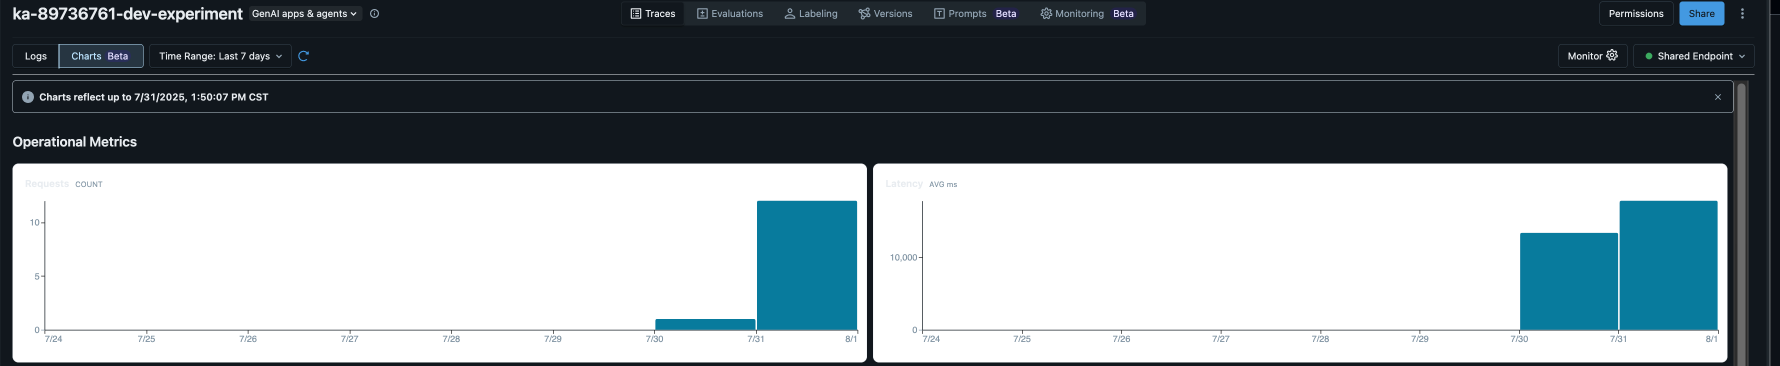 ka-89736761-dev-experiment GenAI apps & agents Traces Evaluations Labeling Versions Prompts Beta Monitoring Beta Permissions Share
Logs Charts Beta Time Range: Last 7 days Monitor Shared Endpoint
Charts reflect up to 7/31/2025, 1:50:07 PM CST
Operational Metrics
Requests COUNT
10
5
0
7/24 7/25 7/26 7/27 7/28 7/29 7/30 7/31 8/1
Latency AVG ms
10,000
0
7/24 7/25 7/26 7/27 7/28 7/29 7/30 7/31 8/1